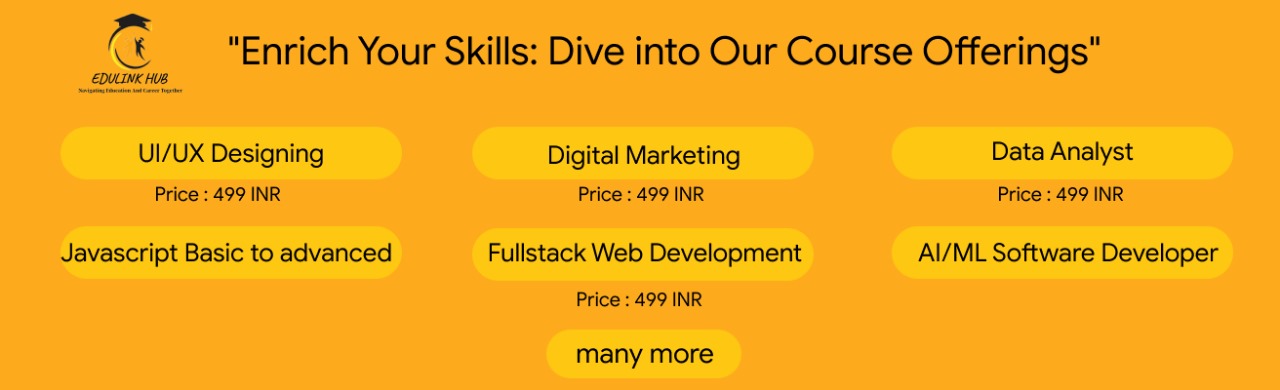 EDULINK HUB
Navigating Education And Career Together
"Enrich Your Skills: Dive into Our Course Offerings"
UI/UX Designing
Digital Marketing
Data Analyst
Price : 499 INR
Price : 499 INR
Price : 499 INR
Javascript Basic to advanced
Fullstack Web Development
AI/ML Software Developer
Price : 499 INR
many more